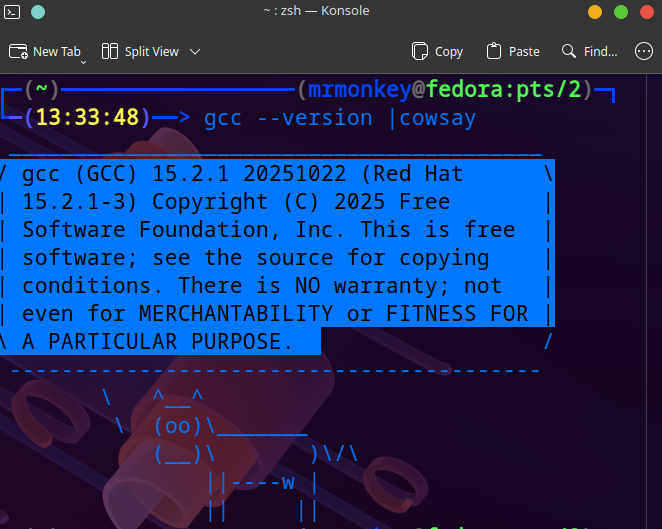 ~ : zsh — Konsole
New Tab Split View Copy Paste Find...
(~) (mrmonkey@fedora:pts/2)
(13:33:48)—> gcc --version |cowsay
_________________________________________
/ gcc (GCC) 15.2.1 20251022 (Red Hat \
| 15.2.1-3) Copyright (C) 2025 Free |
| Software Foundation, Inc. This is free |
| software; see the source for copying |
| conditions. There is NO warranty; not |
| even for MERCHANTABILITY or FITNESS FOR |
\ A PARTICULAR PURPOSE. /
-----------------------------------------
\ ^__^
\ (oo)\_______
(__)\ )\/\
||----w |
|| ||